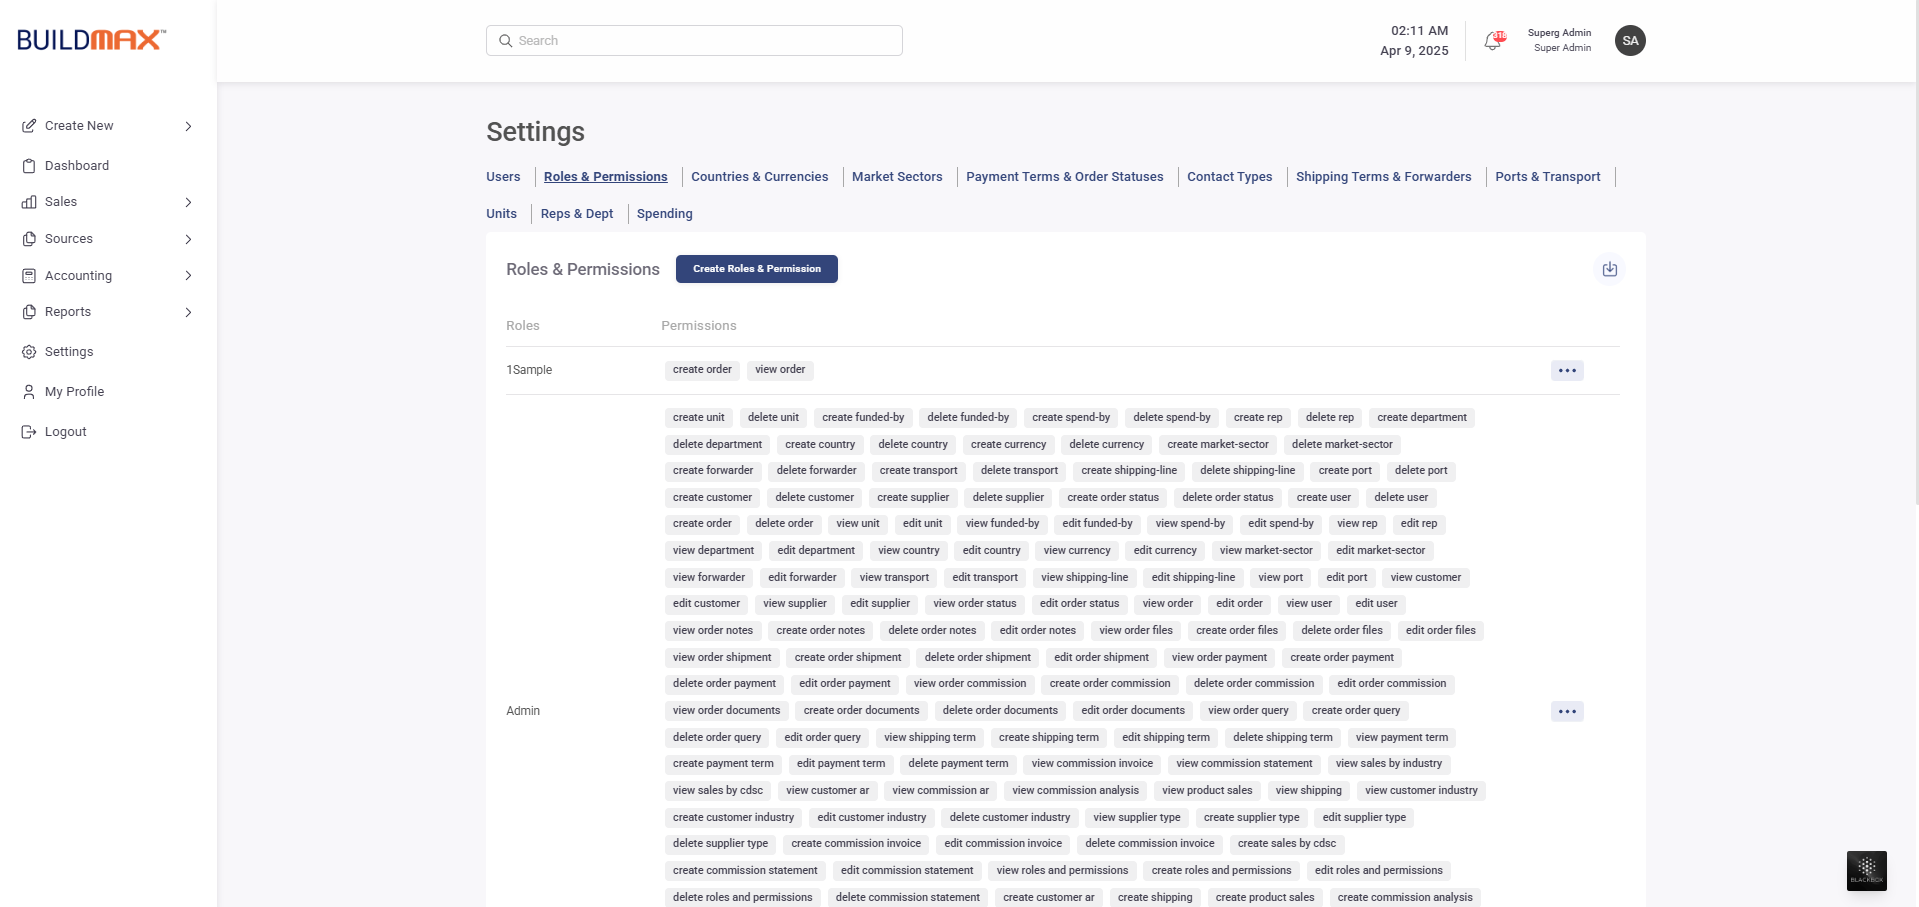 BUILDMAX™
Search
02:11 AM
Apr 9, 2025
Superg Admin
Super Admin
SA
Create New
Dashboard
Sales
Sources
Accounting
Reports
Settings
My Profile
Logout
Settings
Users Roles & Permissions Countries & Currencies Market Sectors Payment Terms & Order Statuses Contact Types Shipping Terms & Forwarders Ports & Transport
Units Reps & Dept Spending
Roles & Permissions Create Roles & Permission
Roles Permissions
1Sample create order view order
create unit delete unit create funded-by delete funded-by create spend-by delete spend-by create rep delete rep create department
delete department create country delete country create currency delete currency create market-sector delete market-sector
create forwarder delete forwarder create transport delete transport create shipping-line delete shipping-line create port delete port
create customer delete customer create supplier delete supplier create order status delete order status create user delete user
create order delete order view unit edit unit view funded-by edit funded-by view spend-by edit spend-by view rep edit rep
view department edit department view country edit country view currency edit currency view market-sector edit market-sector
view forwarder edit forwarder view transport edit transport view shipping-line edit shipping-line view port edit port view customer
edit customer view supplier edit supplier view order status edit order status view order edit order view user edit user
view order notes create order notes delete order notes edit order notes view order files create order files delete order files edit order files
view order shipment create order shipment delete order shipment edit order shipment view order payment create order payment
delete order payment edit order payment view order commission create order commission delete order commission edit order commission
Admin view order documents create order documents delete order documents edit order documents view order query create order query
delete order query edit order query view shipping term create shipping term edit shipping term delete shipping term view payment term
create payment term edit payment term delete payment term view commission invoice view commission statement view sales by industry
view sales by cdsc view customer ar view commission ar view commission analysis view product sales view shipping view customer industry
create customer industry edit customer industry delete customer industry view supplier type create supplier type edit supplier type
delete supplier type create commission invoice edit commission invoice delete commission invoice create sales by cdsc
create commission statement edit commission statement view roles and permissions create roles and permissions edit roles and permissions
delete roles and permissions delete commission statement create customer ar create shipping create product sales create commission analysis
BLACKBOX